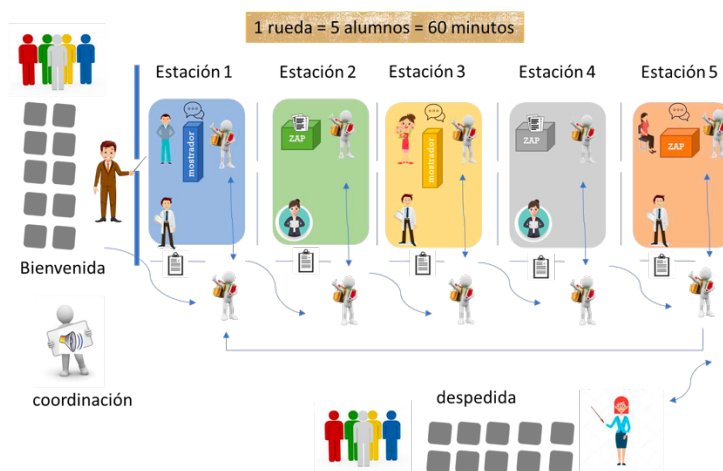 1 rueda = 5 alumnos = 60 minutos
Estación 1
Estación 2
Estación 3
Estación 4
Estación 5
mostrador
ZAP
mostrador
ZAP
ZAP
Bienvenida
coordinación
despedida